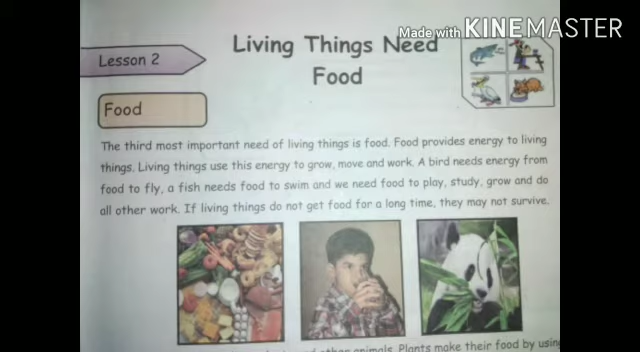 Made with KINEMASTER
Lesson 2
Living Things Need
Food
Food
The third most important need of living things is food. Food provides energy to living
things. Living things use this energy to grow, move and work. A bird needs energy from
food to fly, a fish needs food to swim and we need food to play, study, grow and do
all other work. If living things do not get food for a long time, they may not survive.
and other animals. Plants make their food by using